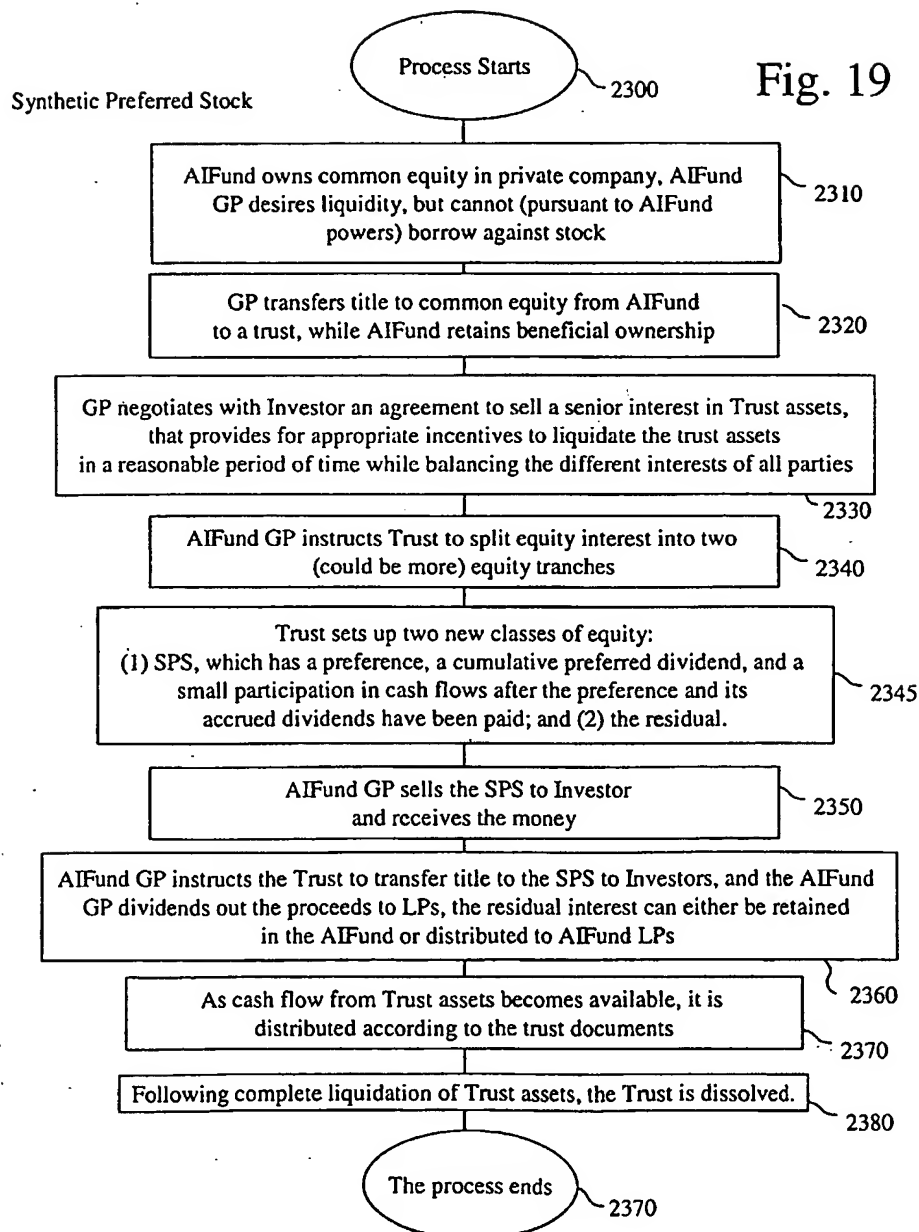 Fig. 19
Synthetic Preferred Stock
Process Starts
2300
AIFund owns common equity in private company, AIFund
GP desires liquidity, but cannot (pursuant to AIFund
powers) borrow against stock
2310
GP transfers title to common equity from AIFund
to a trust, while AIFund retains beneficial ownership
2320
GP negotiates with Investor an agreement to sell a senior interest in Trust assets,
that provides for appropriate incentives to liquidate the trust assets
in a reasonable period of time while balancing the different interests of all parties
2330
AIFund GP instructs Trust to split equity interest into two
(could be more) equity tranches
2340
Trust sets up two new classes of equity:
(1) SPS, which has a preference, a cumulative preferred dividend, and a
small participation in cash flows after the preference and its
accrued dividends have been paid; and (2) the residual.
2345
AIFund GP sells the SPS to Investor
and receives the money
2350
AIFund GP instructs the Trust to transfer title to the SPS to Investors, and the AIFund
GP dividends out the proceeds to LPs, the residual interest can either be retained
in the AIFund or distributed to AIFund LPs
2360
As cash flow from Trust assets becomes available, it is
distributed according to the trust documents
2370
Following complete liquidation of Trust assets, the Trust is dissolved.
2380
The process ends
2370